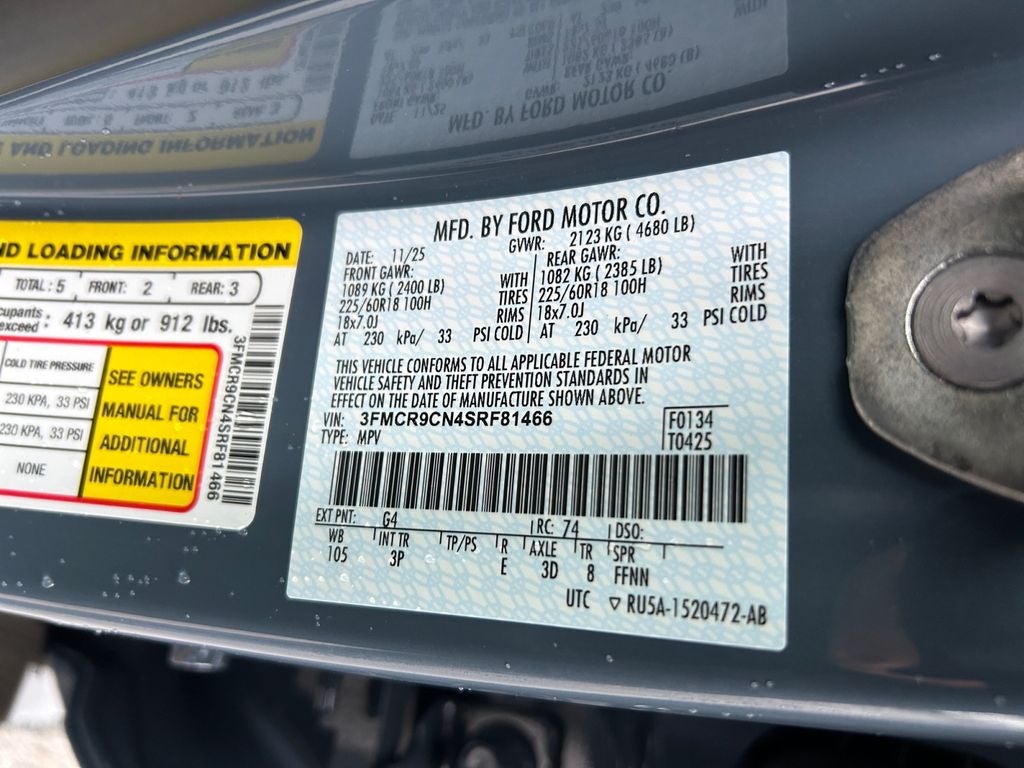 ND LOADING INFORMATION
TOTAL : 5 FRONT: 2 REAR: 3
cupants
exceed : 413 kg or 912 lbs.
COLD TIRE PRESSURE
230 KPA, 33 PSI
230 KPA, 33 PSI
NONE
SEE OWNERS
MANUAL FOR
ADDITIONAL
INFORMATION
3FMCR9CN4SRF81466
MFD. BY FORD MOTOR CO.
DATE: 11/25 GVWR: 2123 KG ( 4680 LB)
FRONT GAWR: REAR GAWR:
1089 KG ( 2400 LB) WITH 1082 KG ( 2385 LB) WITH
225/60R18 100H TIRES 225/60R18 100H TIRES
18x7.0J RIMS 18x7.0J RIMS
AT 230 kPa/ 33 PSI COLD AT 230 kPa/ 33 PSI COLD
THIS VEHICLE CONFORMS TO ALL APPLICABLE FEDERAL MOTOR
VEHICLE SAFETY AND THEFT PREVENTION STANDARDS IN
EFFECT ON THE DATE OF MANUFACTURE SHOWN ABOVE.
VIN: 3FMCR9CN4SRF81466 F0134
TYPE: MPV T0425
EXT PNT: G4 RC: 74 DSO:
WB INT TR TP/PS R AXLE TR SPR
105 3P E 3D 8 FFNN
UTC ▽ RU5A-1520472-AB